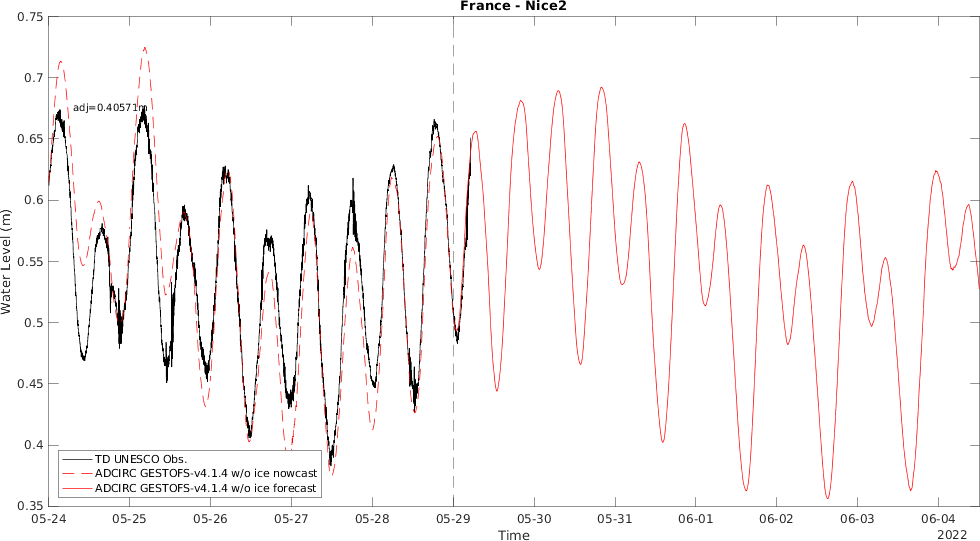 France - Nice2
0.75
0.7
0.65
0.6
0.55
0.5
0.45
0.4
0.35
Water Level (m)
adj=0.40571m
TD UNESCO Obs.
ADCIRC GESTOFS-v4.1.4 w/o ice nowcast
ADCIRC GESTOFS-v4.1.4 w/o ice forecast
05-24 05-25 05-26 05-27 05-28 05-29 05-30 05-31 06-01 06-02 06-03 06-04
Time
2022